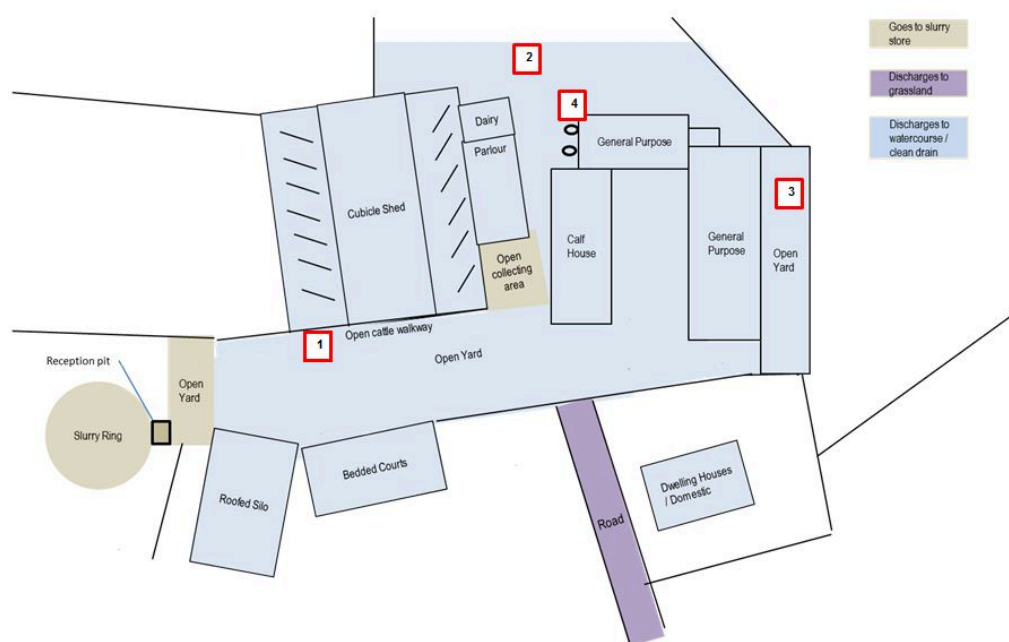 Goes to slurry
store
Discharges to
grassland
Discharges to
watercourse /
clean drain
2
4
Dairy
Parlour
General Purpose
3
Cubicle Shed
Calf
House
General
Purpose
Open
Yard
Open
collecting
area
1
Open cattle walkway
Open Yard
Reception pit
Open
Yard
Slurry Ring
Bedded Courts
Roofed Silo
Dwelling Houses
/ Domestic
Road